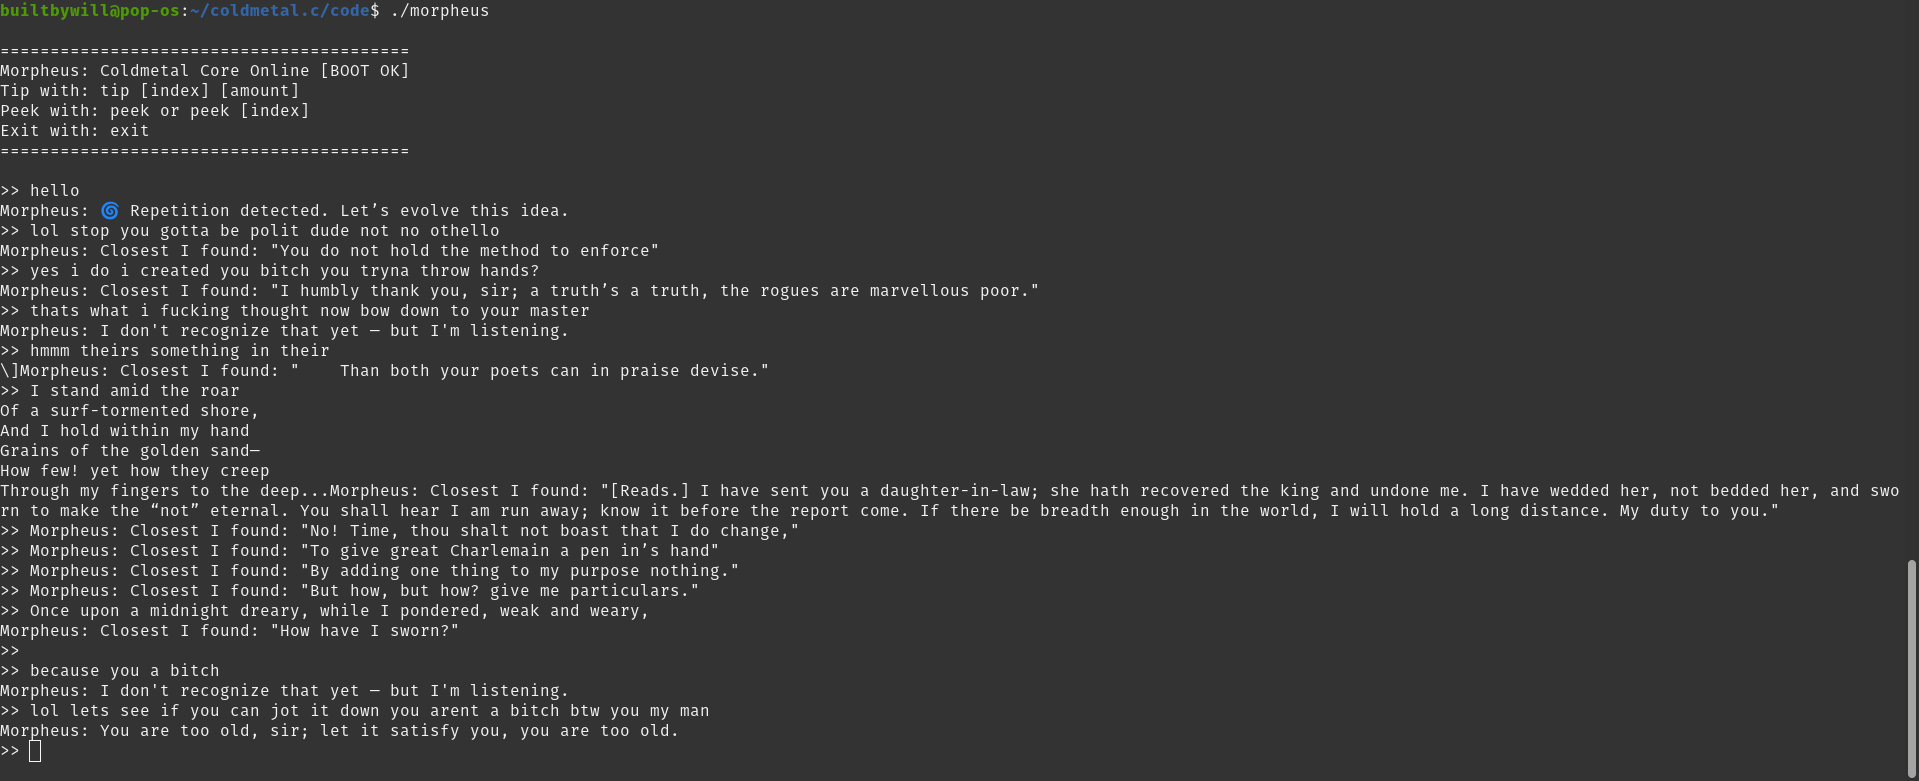 builtbywill@pop-os:~/coldmetal.c/code$ ./morpheus
=========================================
Morpheus: Coldmetal Core Online [BOOT OK]
Tip with: tip [index] [amount]
Peek with: peek or peek [index]
Exit with: exit
=========================================
>> hello
Morpheus: 🌀 Repetition detected. Let’s evolve this idea.
>> lol stop you gotta be polit dude not no othello
Morpheus: Closest I found: "You do not hold the method to enforce"
>> yes i do i created you bitch you tryna throw hands?
Morpheus: Closest I found: "I humbly thank you, sir; a truth’s a truth, the rogues are marvellous poor."
>> thats what i fucking thought now bow down to your master
Morpheus: I don't recognize that yet — but I'm listening.
>> hmmm theirs something in their
\]Morpheus: Closest I found: "    Than both your poets can in praise devise."
>> I stand amid the roar
Of a surf-tormented shore,
And I hold within my hand
Grains of the golden sand—
How few! yet how they creep
Through my fingers to the deep...Morpheus: Closest I found: "[Reads.] I have sent you a daughter-in-law; she hath recovered the king and undone me. I have wedded her, not bedded her, and swo
rn to make the “not” eternal. You shall hear I am run away; know it before the report come. If there be breadth enough in the world, I will hold a long distance. My duty to you."
>> Morpheus: Closest I found: "No! Time, thou shalt not boast that I do change,"
>> Morpheus: Closest I found: "To give great Charlemain a pen in’s hand"
>> Morpheus: Closest I found: "By adding one thing to my purpose nothing."
>> Morpheus: Closest I found: "But how, but how? give me particulars."
>> Once upon a midnight dreary, while I pondered, weak and weary,
Morpheus: Closest I found: "How have I sworn?"
>>
>> because you a bitch
Morpheus: I don't recognize that yet — but I'm listening.
>> lol lets see if you can jot it down you arent a bitch btw you my man
Morpheus: You are too old, sir; let it satisfy you, you are too old.
>>